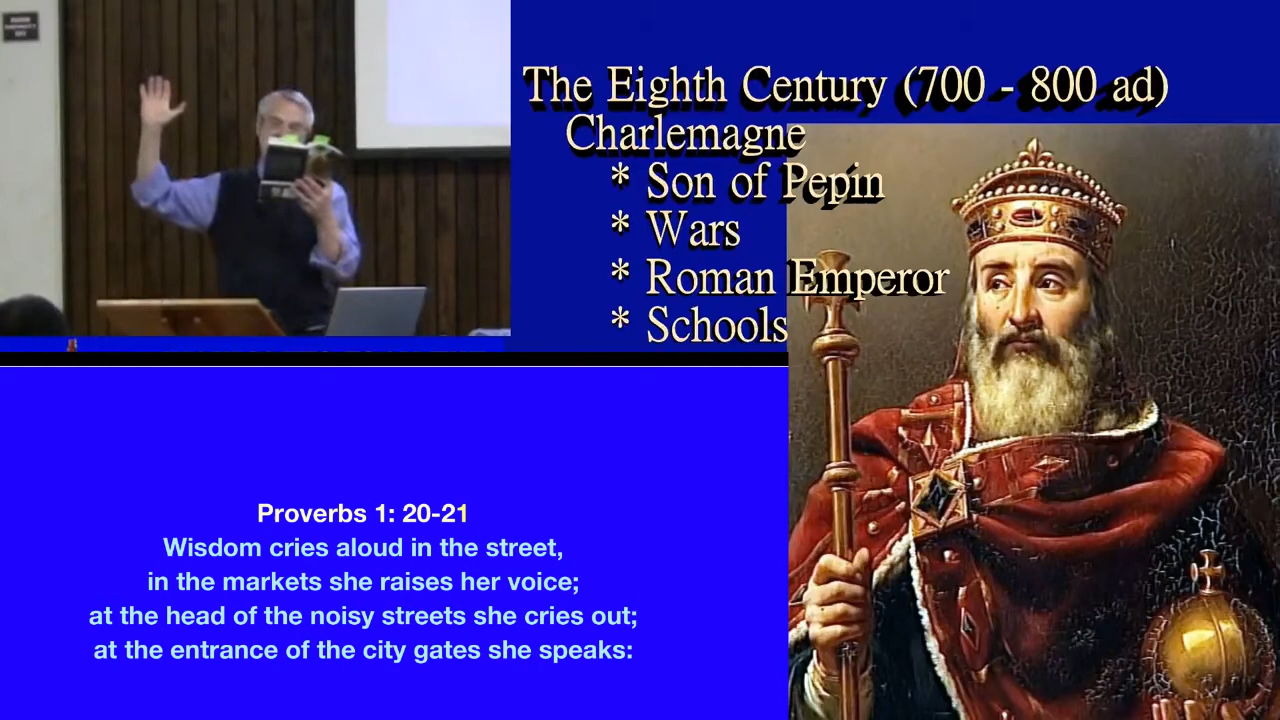 The Eighth Century (700 - 800 ad)
Charlemagne
* Son of Pepin
* Wars
* Roman Emperor
* Schools
Proverbs 1: 20-21
Wisdom cries aloud in the street,
in the markets she raises her voice;
at the head of the noisy streets she cries out;
at the entrance of the city gates she speaks: